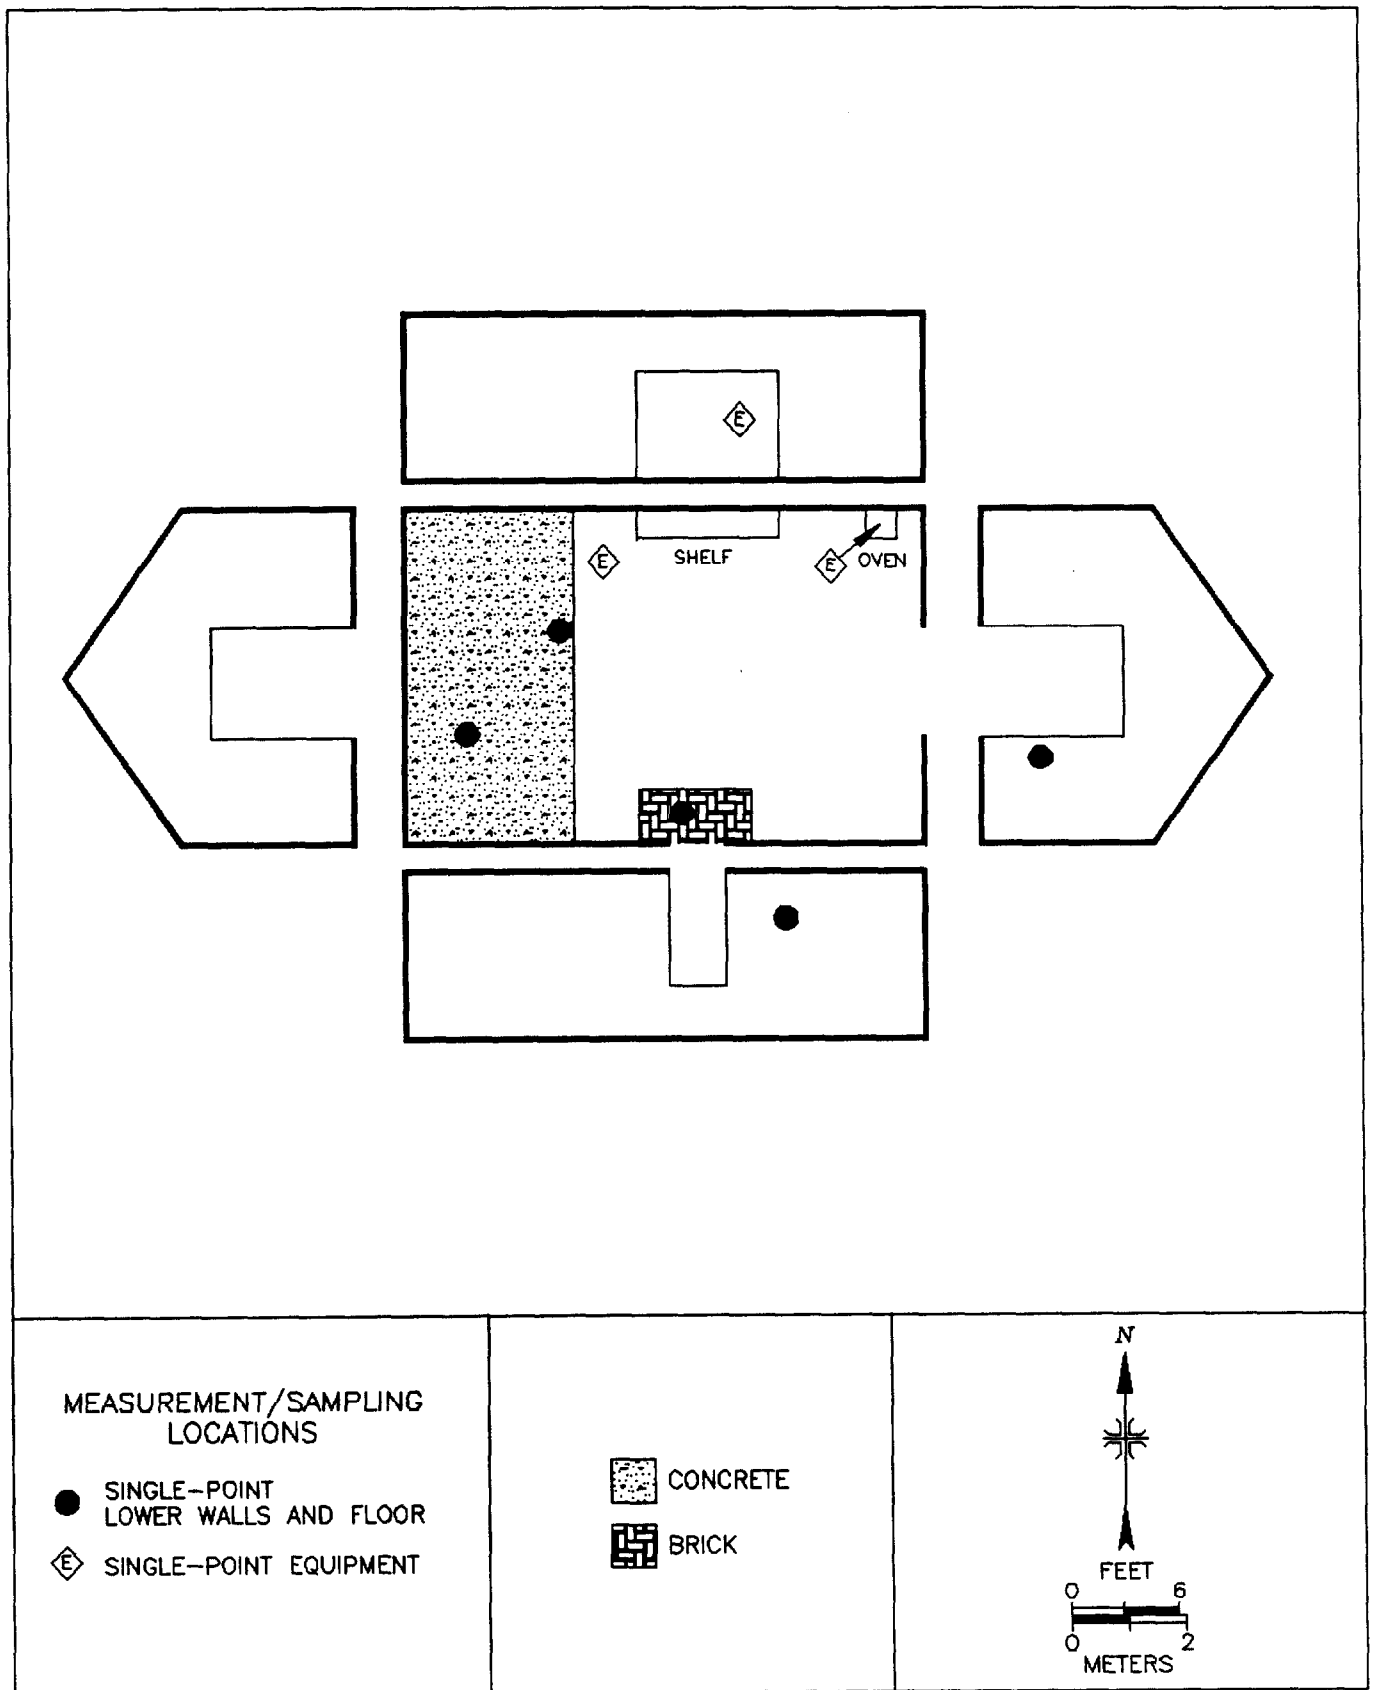 E
E
SHELF
E
OVEN
MEASUREMENT/SAMPLING
LOCATIONS
SINGLE-POINT
LOWER WALLS AND FLOOR
E SINGLE-POINT EQUIPMENT
CONCRETE
BRICK
N
FEET
0 6
0 2
METERS